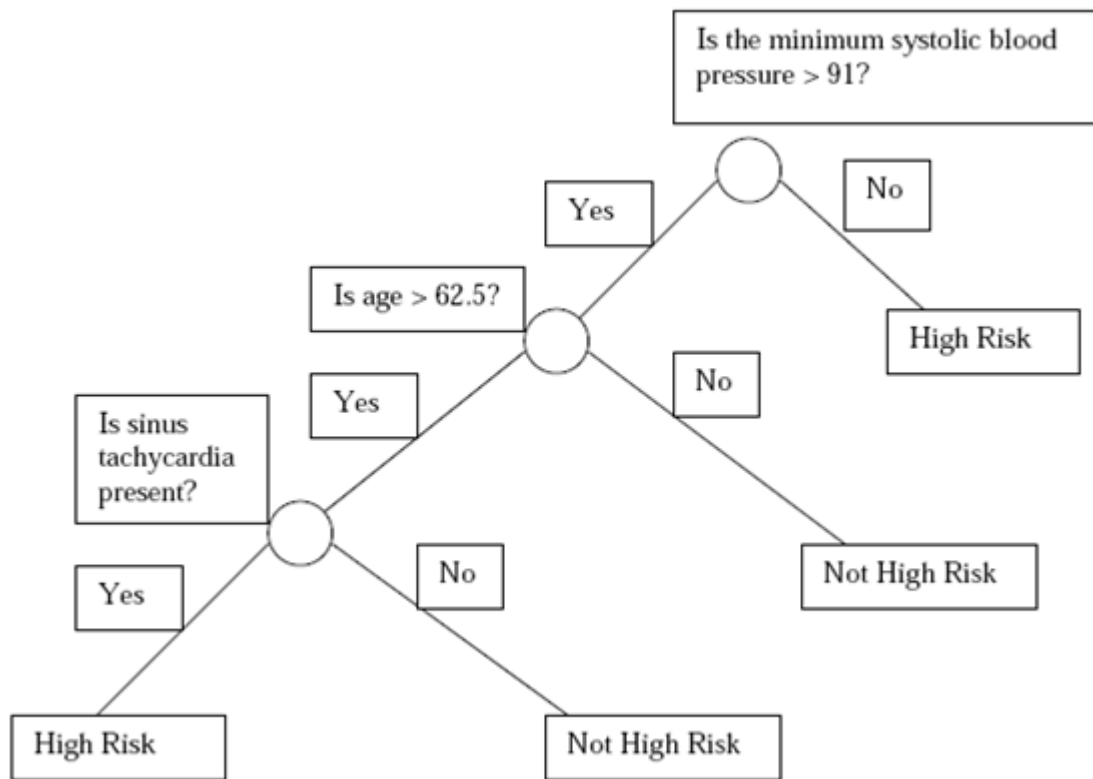 Is the minimum systolic blood
pressure > 91?
Yes
No
Is age > 62.5?
High Risk
Yes
No
Is sinus
tachycardia
present?
Yes
No
Not High Risk
High Risk
Not High Risk